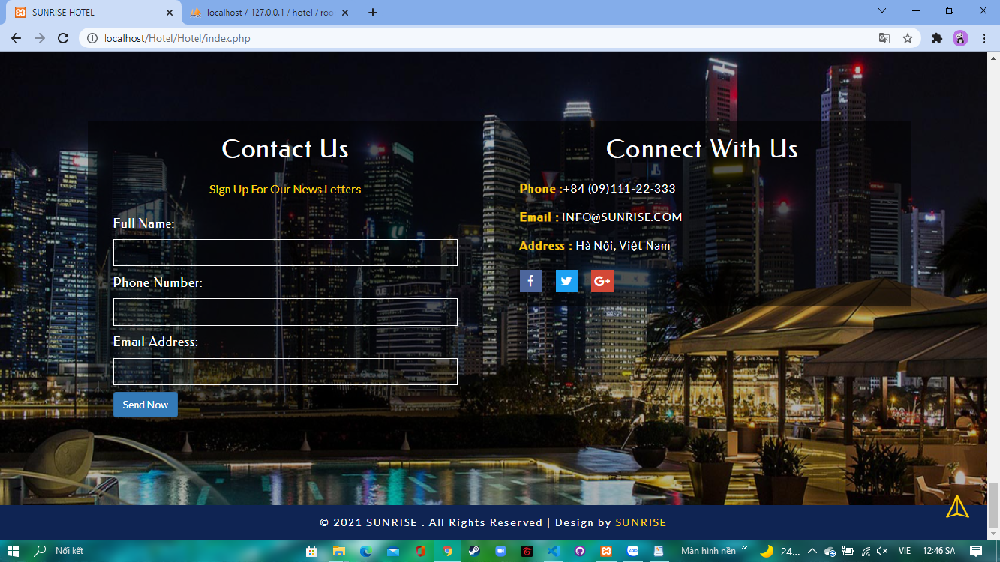 SUNRISE HOTEL
localhost / 127.0.0.1 / hotel / roo
localhost/Hotel/Hotel/index.php
Contact Us
Sign Up For Our News Letters
Full Name:
Phone Number:
Email Address:
Send Now
Connect With Us
Phone :+84 (09)111-22-333
Email : INFO@SUNRISE.COM
Address : Hà Nội, Việt Nam
© 2021 SUNRISE . All Rights Reserved | Design by SUNRISE
Nối kết
Zalo
Màn hình nền
24...
VIE
12:46 SA